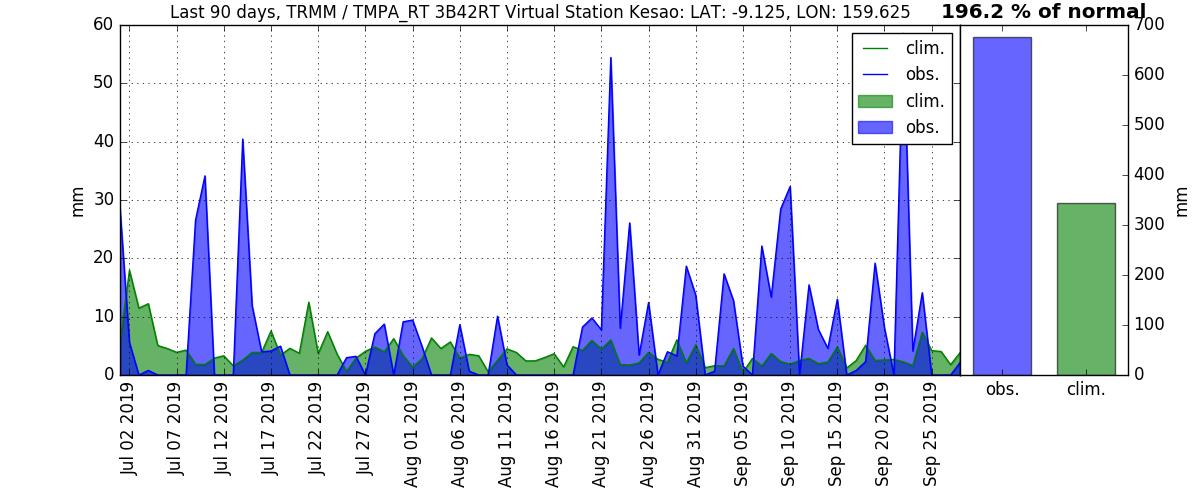 Last 90 days, TRMM / TMPA_RT 3B42RT Virtual Station Kesao: LAT: -9.125, LON: 159.625
196.2 % of normal
60
50
40
30
20
10
0
mm
clim.
obs.
clim.
obs.
700
600
500
400
300
200
100
0
mm
Jul 02 2019
Jul 07 2019
Jul 12 2019
Jul 17 2019
Jul 22 2019
Jul 27 2019
Aug 01 2019
Aug 06 2019
Aug 11 2019
Aug 16 2019
Aug 21 2019
Aug 26 2019
Aug 31 2019
Sep 05 2019
Sep 10 2019
Sep 15 2019
Sep 20 2019
Sep 25 2019
obs.
clim.